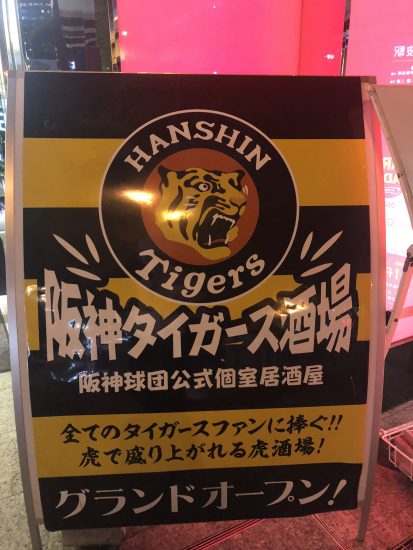 HANSHIN
Tigers
阪神タイガース酒場
阪神球団公式個室居酒屋
全てのタイガースファンに捧ぐ!!
虎で盛り上がれる虎酒場!
グランドオープン!